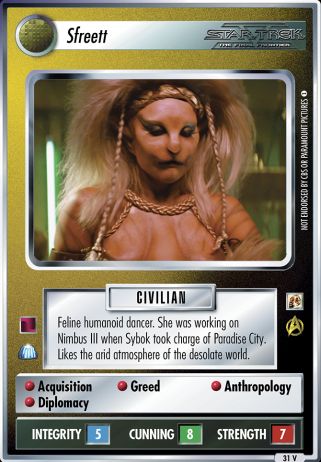 Sfreett
STAR TREK
THE FINAL FRONTIER
NOT ENDORSED BY CBS OR PARAMOUNT PICTURES
CIVILIAN
Feline humanoid dancer. She was working on
Nimbus III when Sybok took charge of Paradise City.
Likes the arid atmosphere of the desolate world.
Acquisition Greed Anthropology
Diplomacy
INTEGRITY 5 CUNNING 8 STRENGTH 7
31 V